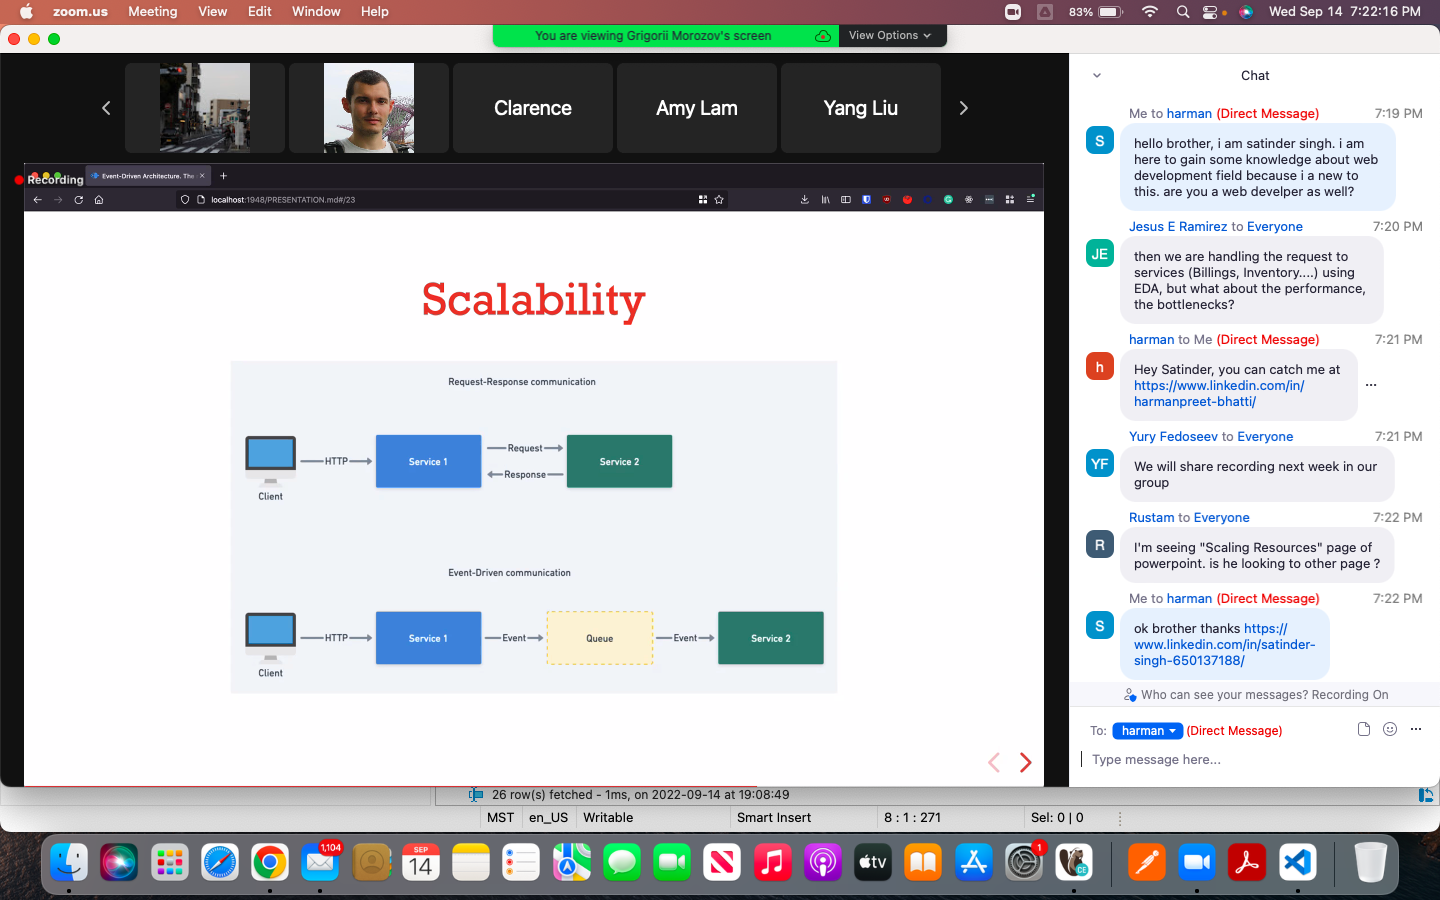 zoom.us Meeting View Edit Window Help 83% Wed Sep 14 7:22:16 PM
You are viewing Grigorii Morozov's screen View Options
Clarence Amy Lam Yang Liu
Recording Event-Driven Architecture. The
localhost:1948/PRESENTATION.md#/23
Scalability
Request-Response communication
HTTP Service 1 Request Service 2
Response
Client
Event-Driven communication
HTTP Service 1 Event Queue Event Service 2
Client
Chat
Me to harman (Direct Message) 7:19 PM
S
hello brother, i am satinder singh. i am
here to gain some knowledge about web
development field because i a new to
this. are you a web develper as well?
Jesus E Ramirez to Everyone 7:20 PM
JE
then we are handling the request to
services (Billings, Inventory....) using
EDA, but what about the performance,
the bottlenecks?
harman to Me (Direct Message) 7:21 PM
h
Hey Satinder, you can catch me at
https://www.linkedin.com/in/
harmanpreet-bhatti/
Yury Fedoseev to Everyone 7:21 PM
YF
We will share recording next week in our
group
Rustam to Everyone 7:22 PM
R
I'm seeing "Scaling Resources" page of
powerpoint. is he looking to other page ?
Me to harman (Direct Message) 7:22 PM
S
ok brother thanks https://
www.linkedin.com/in/satinder-
singh-650137188/
Who can see your messages? Recording On
To: harman (Direct Message)
Type message here...
26 row(s) fetched - 1ms, on 2022-09-14 at 19:08:49
MST en_US Writable Smart Insert 8 : 1 : 271 Sel: 0 | 0
1,104
SEP
14
tv
1
CE